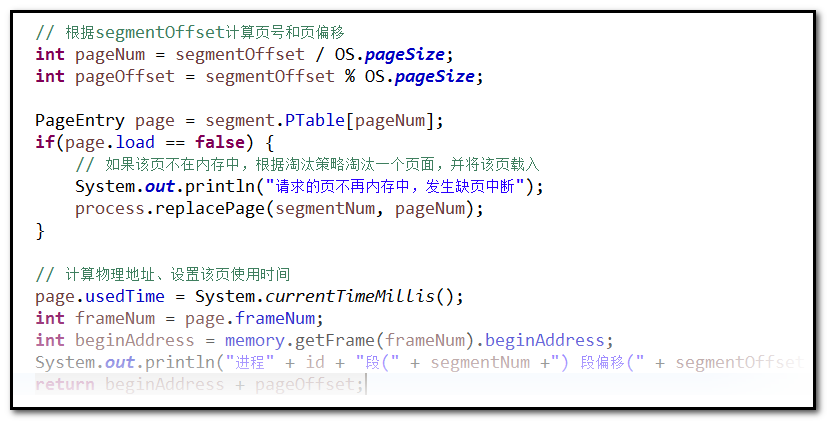 // 根据segmentOffset计算页号和页偏移
int pageNum = segmentOffset / OS.pageSize;
int pageOffset = segmentOffset % OS.pageSize;
PageEntry page = segment.PTable[pageNum];
if(page.load == false) {
// 如果该页不在内存中，根据淘汰策略淘汰一个页面，并将该页载入
System.out.println("请求的页不再内存中，发生缺页中断");
process.replacePage(segmentNum, pageNum);
}
// 计算物理地址、设置该页使用时间
page.usedTime = System.currentTimeMillis();
int frameNum = page.frameNum;
int beginAddress = memory.getFrame(frameNum).beginAddress;
System.out.println("进程" + id + "段(" + segmentNum +") 段偏移(" + segmentOffset
return beginAddress + pageOffset;